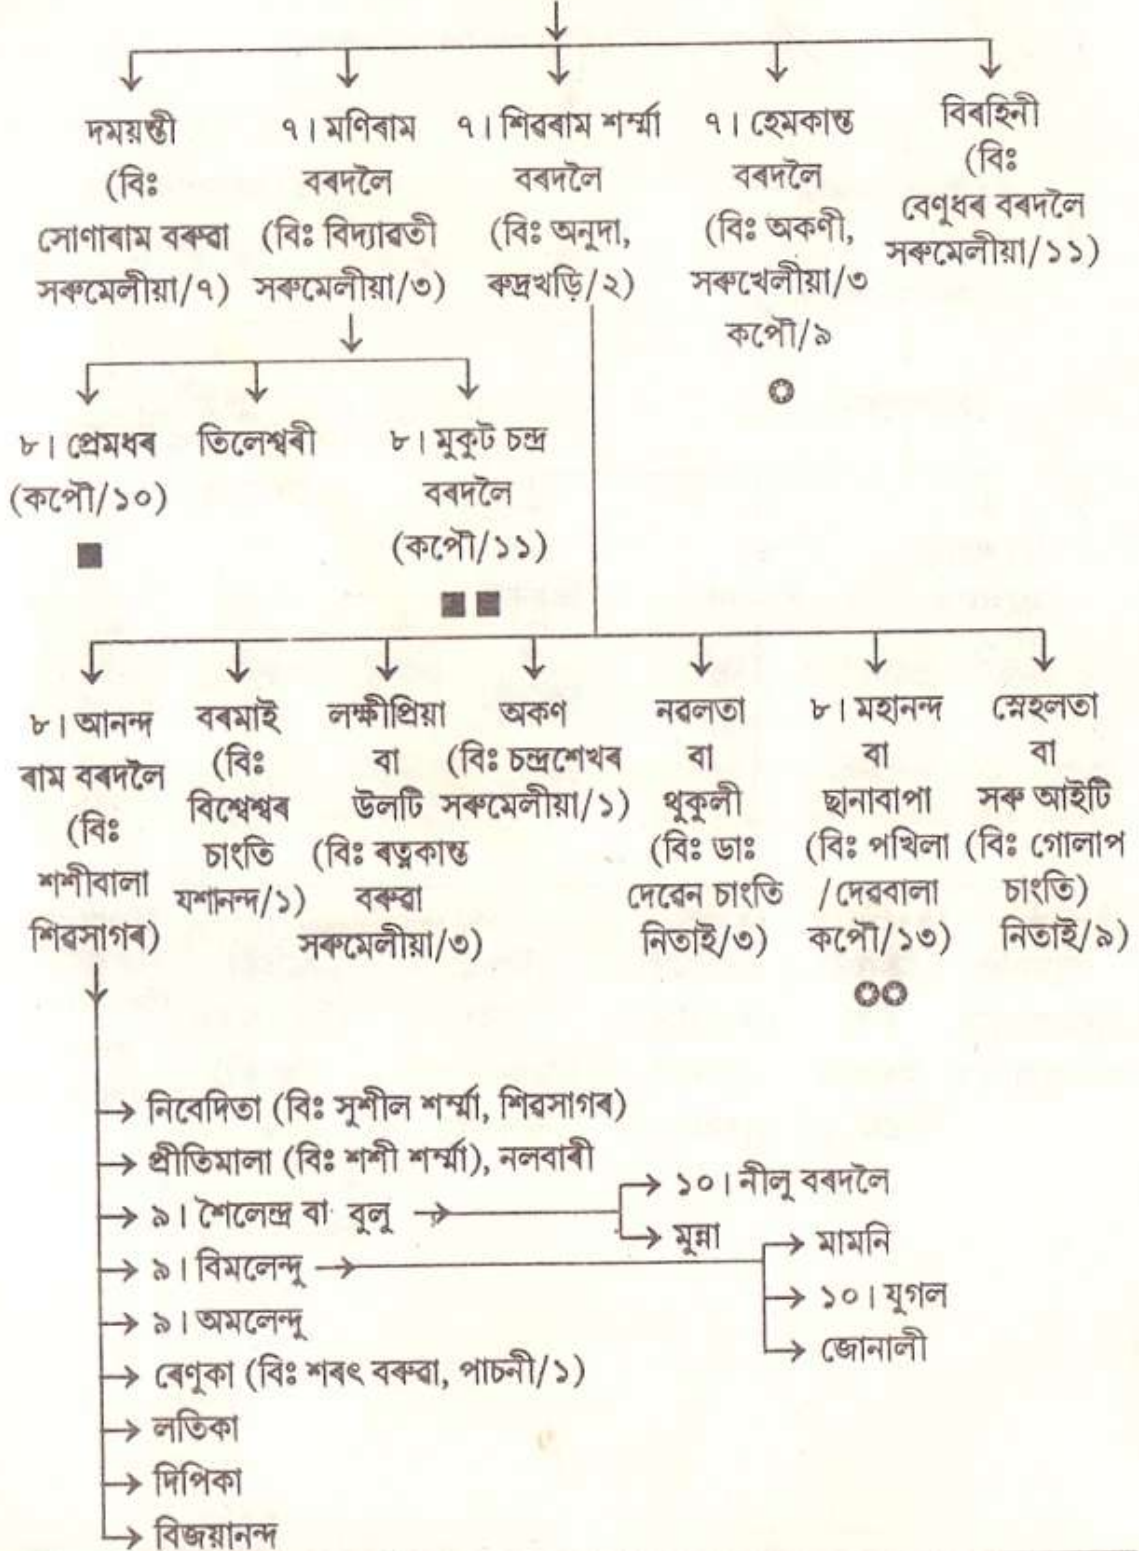 দময়ন্তী
(বিঃ
সোণাৰাম বৰুৱা
সৰুমেলীয়া/৭)
৭। মণিৰাম
বৰদলৈ
(বিঃ বিদ্যাৱতী
সৰুমেলীয়া/৩)
৭। শিৱৰাম শৰ্ম্মা
বৰদলৈ
(বিঃ অনুদা,
ৰুদ্ৰখড়ি/২)
৭। হেমকান্ত
বৰদলৈ
(বিঃ অকণী,
সৰুখেলীয়া/৩
কপৌ/৯
বিৰহিনী
(বিঃ
বেণুধৰ বৰদলৈ
সৰুমেলীয়া/১১)
৮। প্ৰেমধৰ
(কপৌ/১০)
তিলেশ্বৰী
৮। মুকুট চন্দ্ৰ
বৰদলৈ
(কপৌ/১১)
৮। আনন্দ
ৰাম বৰদলৈ
(বিঃ
শশীবালা
শিৱসাগৰ)
বৰমাই
(বিঃ
বিশ্বেশ্বৰ
চাংতি
যশানন্দ/১)
লক্ষীপ্ৰিয়া
বা
উলটি
(বিঃ ৰত্নকান্ত
বৰুৱা
সৰুমেলীয়া/৩)
অকণ
(বিঃ চন্দ্ৰশেখৰ
সৰুমেলীয়া/১)
নৱলতা
বা
থুকুলী
(বিঃ ডাঃ
দেৱেন চাংতি
নিতাই/৩)
৮। মহানন্দ
বা
ছানাবাপা
(বিঃ পখিলা
/দেৱবালা
কপৌ/১৩)
স্নেহলতা
বা
সৰু আইটি
(বিঃ গোলাপ
চাংতি)
নিতাই/৯)
নিবেদিতা (বিঃ সুশীল শৰ্ম্মা, শিৱসাগৰ)
প্ৰীতিমালা (বিঃ শশী শৰ্ম্মা), নলবাৰী
৯। শৈলেন্দ্ৰ বা বুলু
১০। নীলু বৰদলৈ
মুন্না
৯। বিমলেন্দু
মামনি
১০। যুগল
জোনালী
৯। অমলেন্দু
ৰেণুকা (বিঃ শৰৎ বৰুৱা, পাচনী/১)
লতিকা
দিপিকা
বিজয়ানন্দ